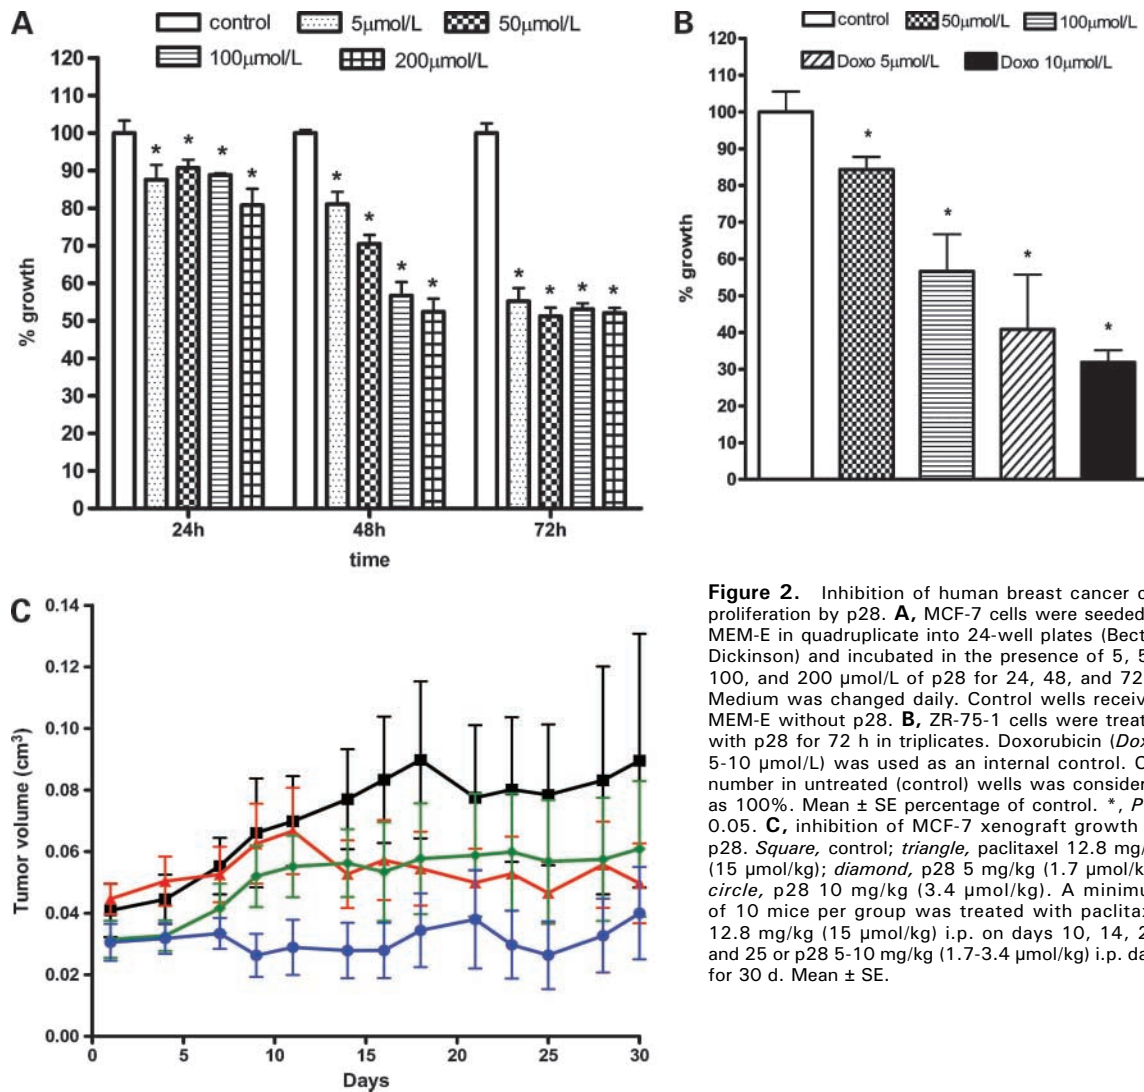 A
control 5μmol/L 50μmol/L
100μmol/L 200μmol/L
120
110
100
90
80
70
60
50
40
30
20
10
0
% growth
24h 48h 72h
time
B
control 50μmol/L 100μmol/L
Doxo 5μmol/L Doxo 10μmol/L
120
110
100
90
80
70
60
50
40
30
20
10
0
% growth
* * * *
* * * *
* * * *
* * * *
C
0.14
0.12
0.10
0.08
0.06
0.04
0.02
0.00
Tumor volume (cm³)
0 5 10 15 20 25 30
Days
Figure 2. Inhibition of human breast cancer
proliferation by p28. A, MCF-7 cells were seeded
MEM-E in quadruplicate into 24-well plates (Bect
Dickinson) and incubated in the presence of 5, 5
100, and 200 μmol/L of p28 for 24, 48, and 72
Medium was changed daily. Control wells receiv
MEM-E without p28. B, ZR-75-1 cells were treat
with p28 for 72 h in triplicates. Doxorubicin (Dox
5-10 μmol/L) was used as an internal control. C
number in untreated (control) wells was consider
as 100%. Mean ± SE percentage of control. *, P
0.05. C, inhibition of MCF-7 xenograft growth
p28. Square, control; triangle, paclitaxel 12.8 mg/
(15 μmol/kg); diamond, p28 5 mg/kg (1.7 μmol/k
circle, p28 10 mg/kg (3.4 μmol/kg). A minimu
of 10 mice per group was treated with paclitax
12.8 mg/kg (15 μmol/kg) i.p. on days 10, 14, 2
and 25 or p28 5-10 mg/kg (1.7-3.4 μmol/kg) i.p. da
for 30 d. Mean ± SE.